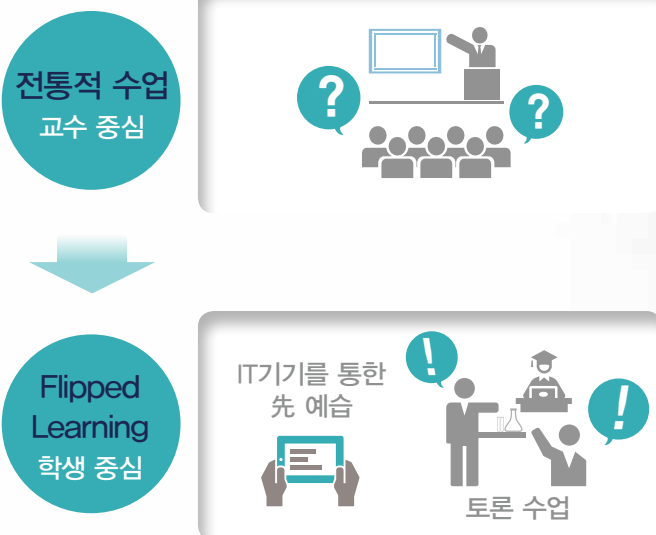 전통적 수업
교수 중심
?
?
Flipped
Learning
학생 중심
IT기기를 통한
先 예습
!
!
토론 수업